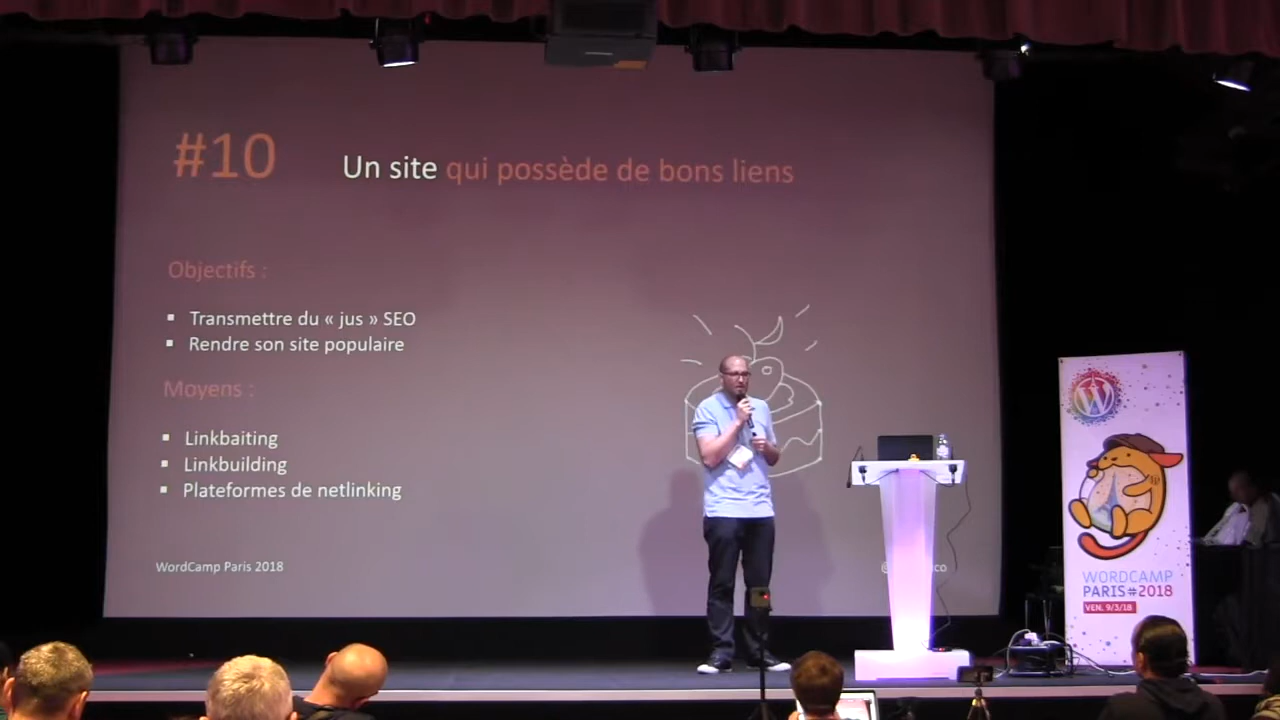 #10
Un site qui possède de bons liens
Objectifs :
▪ Transmettre du « jus » SEO
▪ Rendre son site populaire
Moyens :
▪ Linkbaiting
▪ Linkbuilding
▪ Plateformes de netlinking
WordCamp Paris 2018
WORDCAMP
PARIS#2018
VEN. 9/3/18